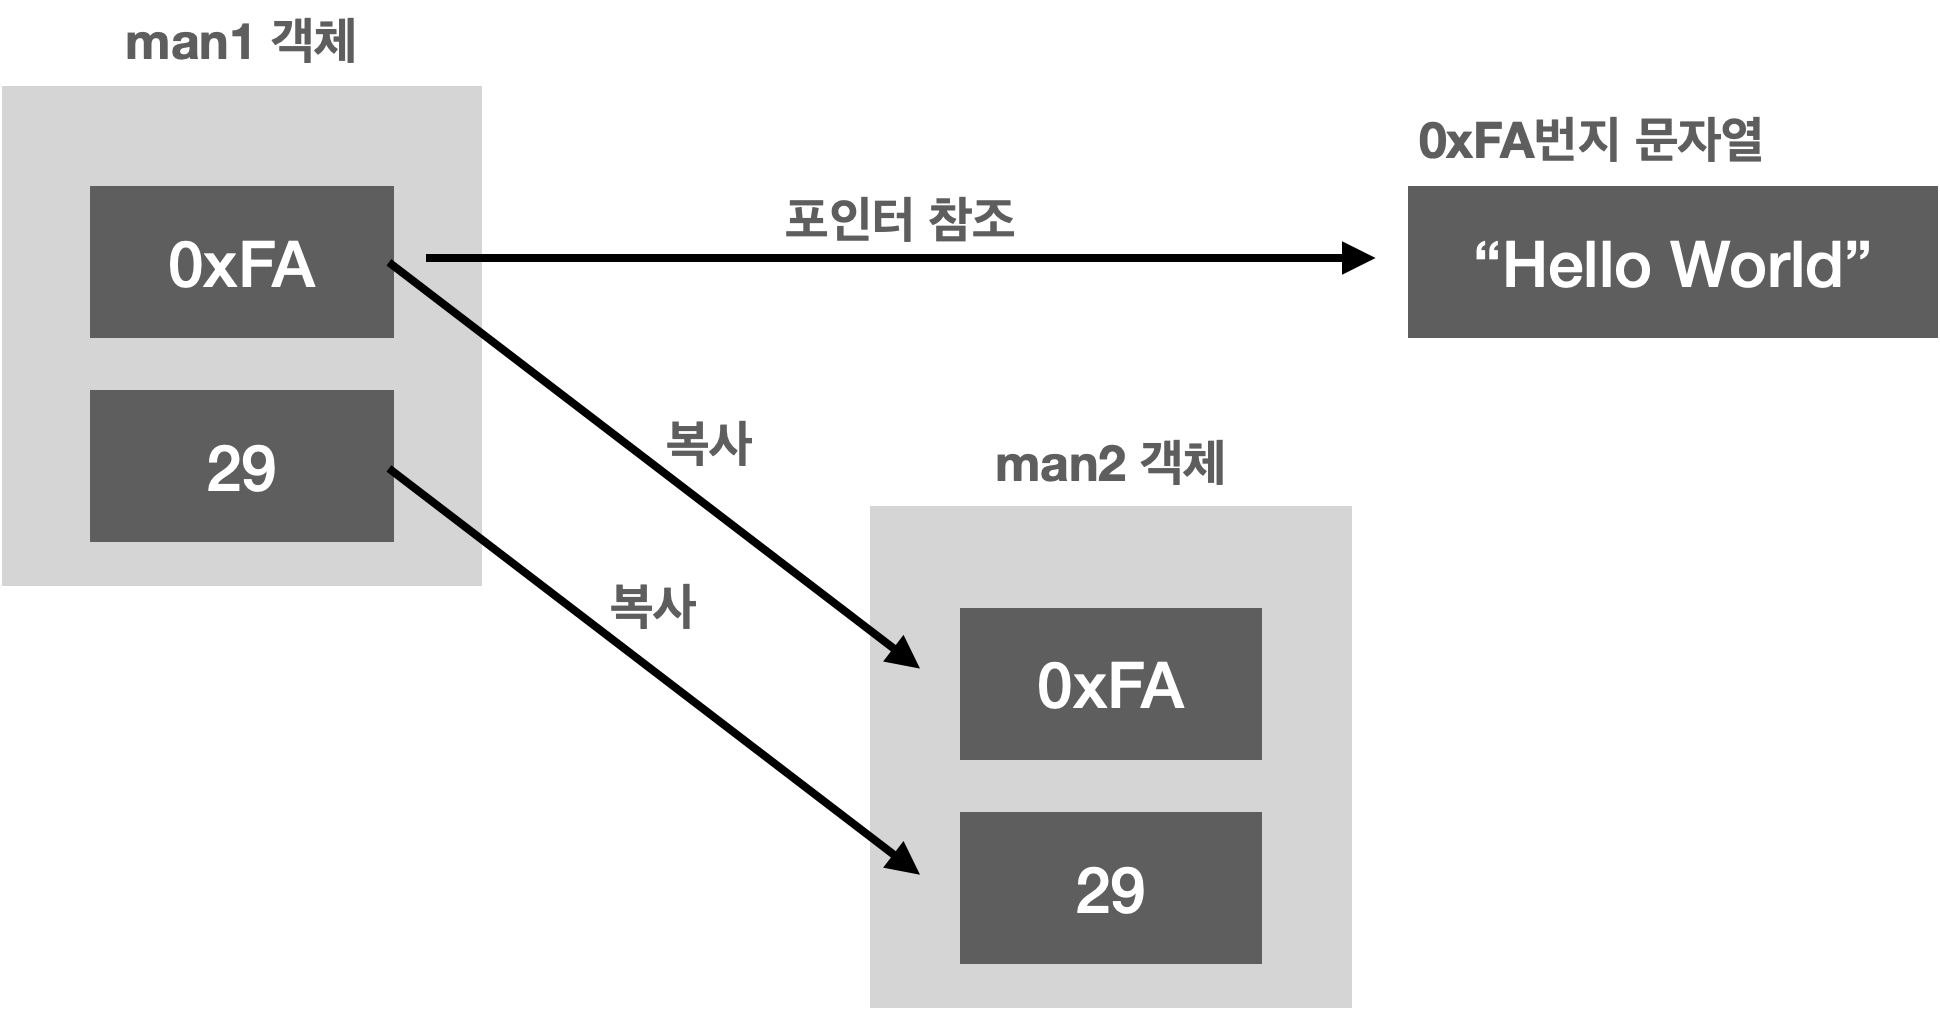 man1 객체
0xFA번지 문자열
포인터 참조
0xFA
“Hello World”
29
복사
man2 객체
복사
0xFA
29